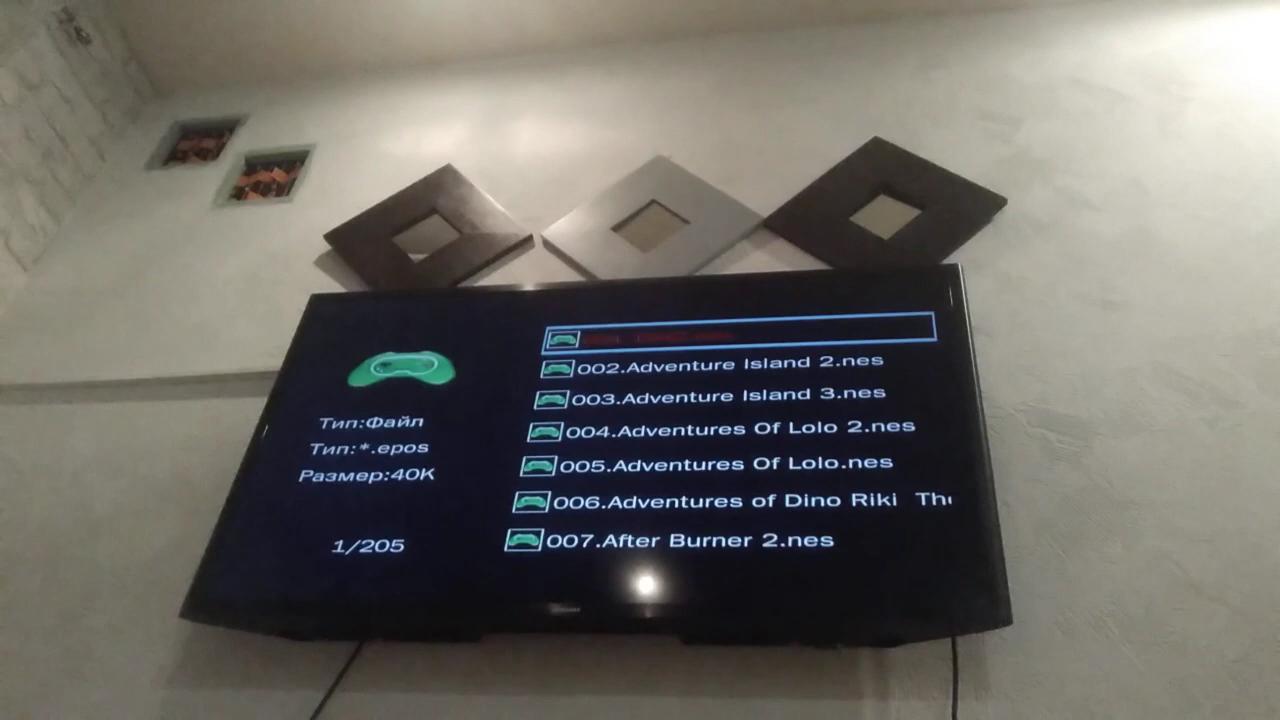 Тип:Файл
Тип:*.epos
Размер:40K
1/205
002.Adventure Island 2.nes
003.Adventure Island 3.nes
004.Adventures Of Lolo 2.nes
005.Adventures Of Lolo.nes
006.Adventures of Dino Riki
007.After Burner 2.nes